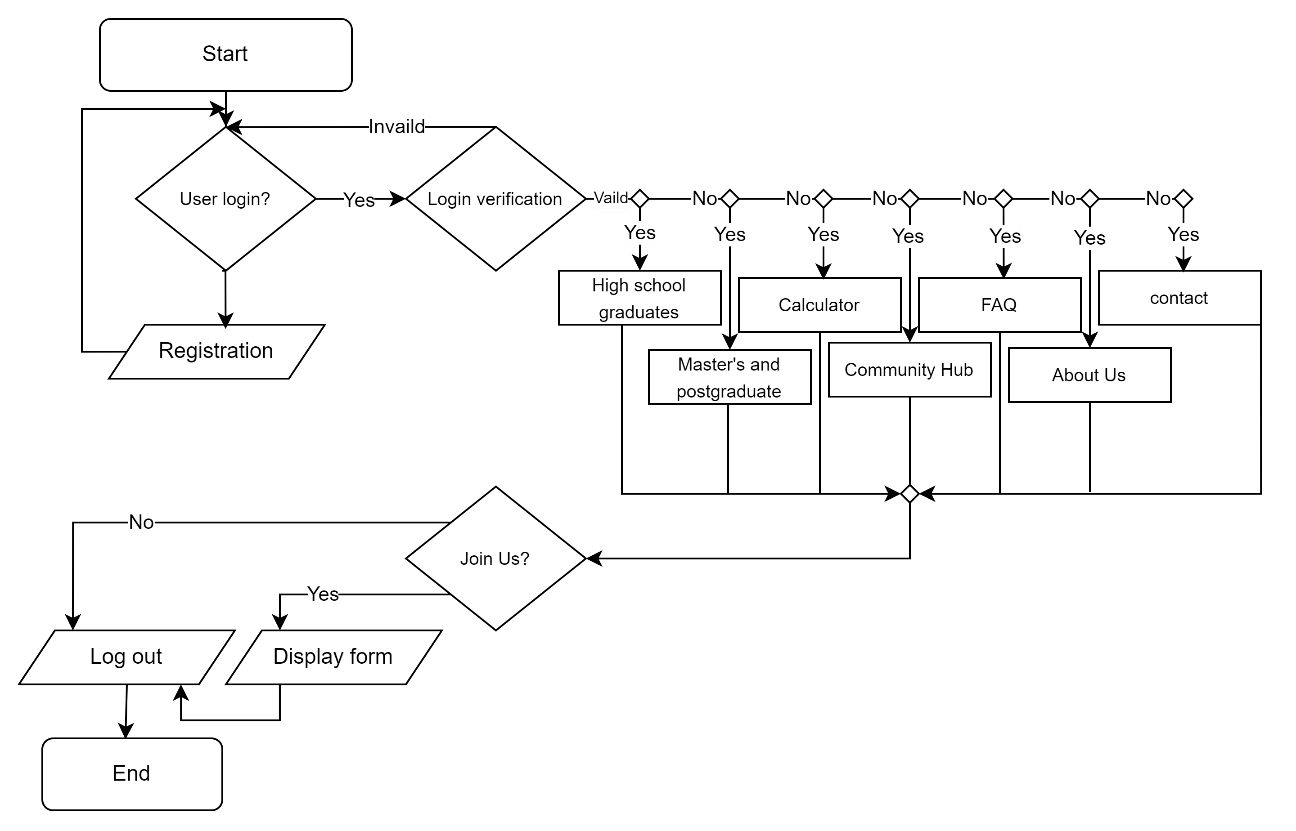 Start
Invaild
User login?
Yes
Login verification
Vaild
No
No
No
No
No
No
Yes
Yes
Yes
Yes
Yes
Yes
Yes
High school
graduates
Calculator
FAQ
contact
Registration
Master's and
postgraduate
Community Hub
About Us
No
Join Us?
Yes
Log out
Display form
End